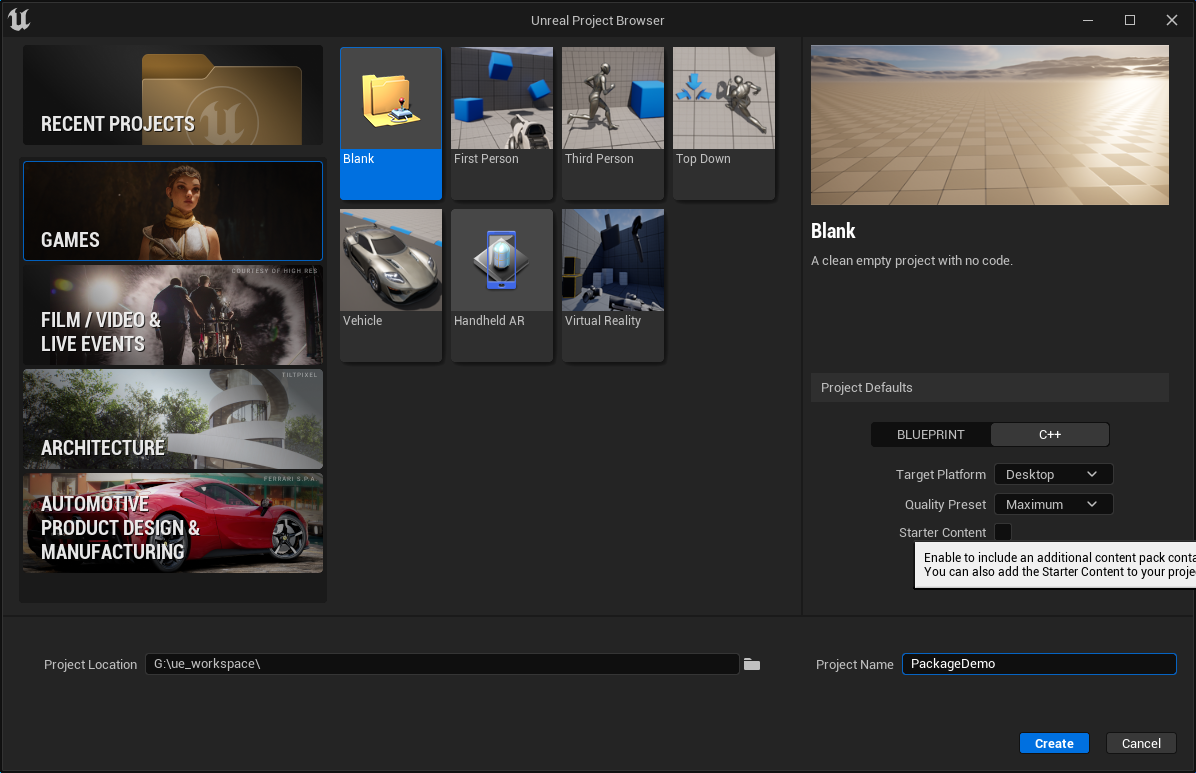 Unreal Project Browser
RECENT PROJECTS
GAMES
COURTESY OF HIGH RES
FILM / VIDEO &
LIVE EVENTS
TILTPIXEL
ARCHITECTURE
FERRARI S.P.A.
AUTOMOTIVE
PRODUCT DESIGN &
MANUFACTURING
Blank
First Person
Third Person
Top Down
Vehicle
Handheld AR
Virtual Reality
Blank
A clean empty project with no code.
Project Defaults
BLUEPRINT
C++
Target Platform
Desktop
Quality Preset
Maximum
Starter Content
Enable to include an additional content pack conta
You can also add the Starter Content to your proje
Project Location
G:\ue_workspace\
Project Name
PackageDemo
Create
Cancel